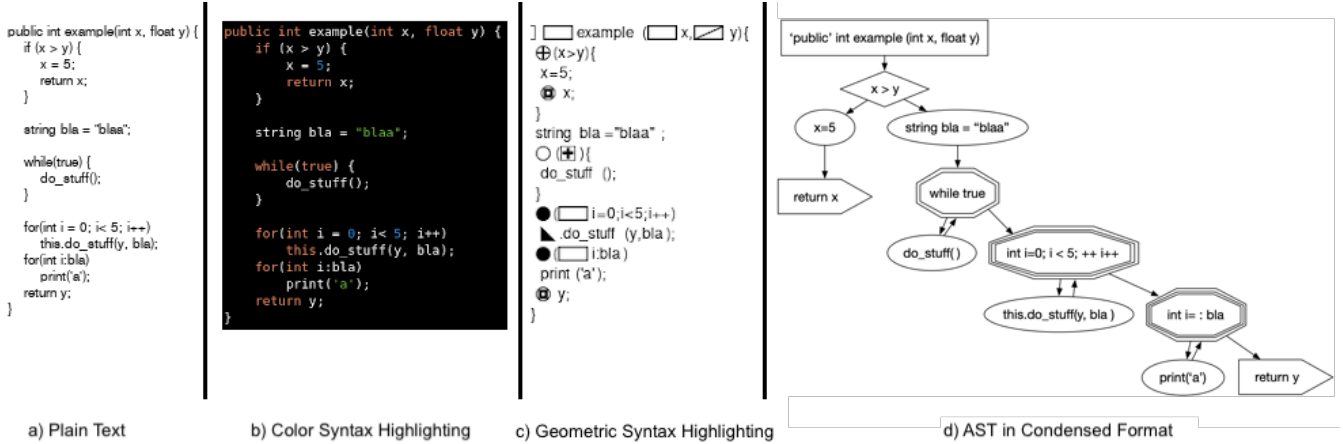 public int example(int x, float y) {
if (x > y) {
x = 5;
return x;
}
string bla = "blaa";
while(true) {
do_stuff();
}
for(int i = 0; i< 5; i++)
this.do_stuff(y, bla);
for(int i:bla)
print('a');
return y;
}
a) Plain Text
public int example(int x, float y) {
if (x > y) {
x = 5;
return x;
}
string bla = "blaa";
while(true) {
do_stuff();
}
for(int i = 0; i< 5; i++)
this.do_stuff(y, bla);
for(int i:bla)
print('a');
return y;
}
b) Color Syntax Highlighting
example ( x, y){
(x>y){
x=5;
x;
}
string bla ="blaa" ;
( ){
do_stuff ();
}
( i=0;i<5;i++)
.do_stuff (y,bla);
( i:bla)
print ('a');
y;
}
c) Geometric Syntax Highlighting
'public' int example (int x, float y)
x > y
x=5
string bla = "blaa"
return x
while true
do_stuff( )
int i=0; i < 5; ++ i++
this.do_stuff(y, bla )
int i= : bla
print('a')
return y
d) AST in Condensed Format